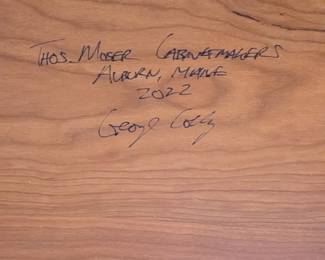 Thos. Moser Cabinetmakers
Auburn, Maine
2022